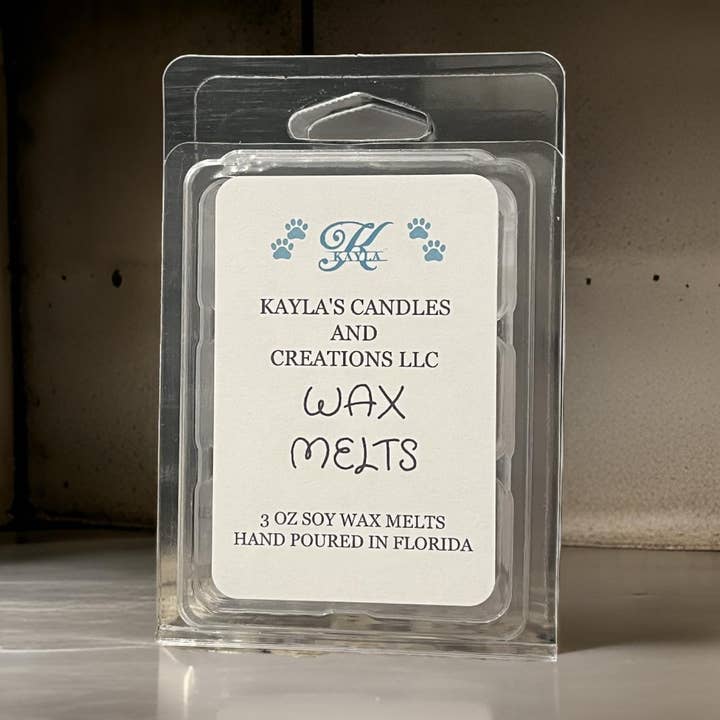 K
KAYLA
KAYLA'S CANDLES
AND
CREATIONS LLC
WAX
MELTS
3 OZ SOY WAX MELTS
HAND POURED IN FLORIDA